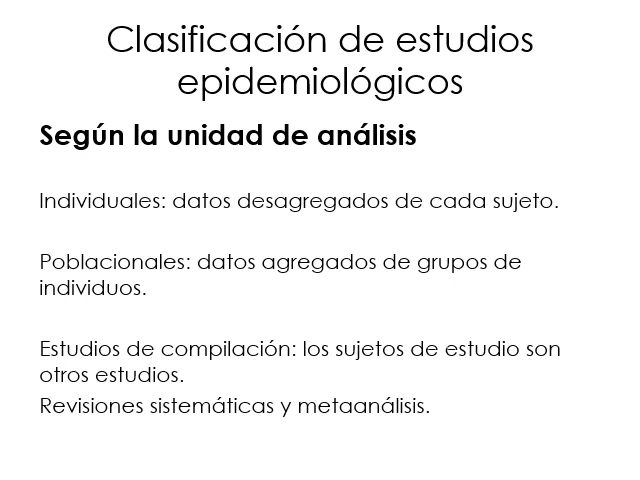 Clasificación de estudios
epidemiológicos
Según la unidad de análisis
Individuales: datos desagregados de cada sujeto.
Poblacionales: datos agregados de grupos de
individuos.
Estudios de compilación: los sujetos de estudio son
otros estudios.
Revisiones sistemáticas y metaanálisis.